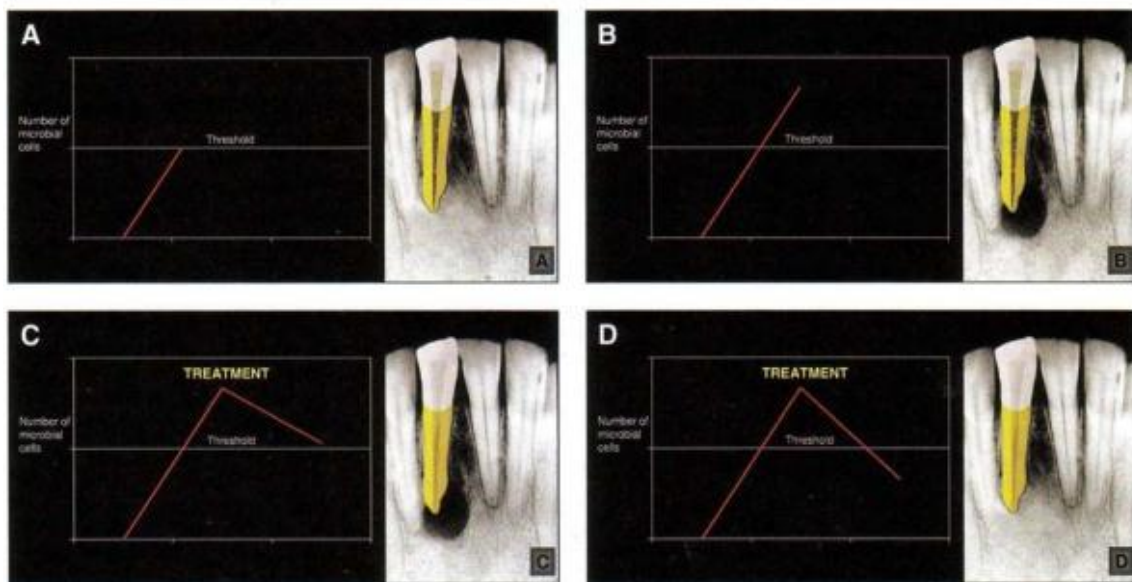 A
Number of
microbial
cells
Threshold
A
B
Number of
microbial
cells
Threshold
B
C
TREATMENT
Number of
microbial
cells
Threshold
C
D
TREATMENT
Number of
microbial
cells
Threshold
D